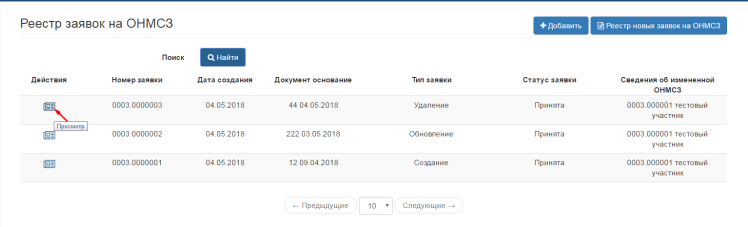 Реестр заявок на ОНМСЗ
+ Добавить Реестр новых заявок на ОНМСЗ
Поиск Найти
Действия Номер заявки Дата создания Документ основание Тип заявки Статус заявки Сведения об измененной ОНМСЗ
0003.0000003 04.05.2018 44 04.05.2018 Удаление Принята 0003.000001 тестовый участник
Просмотр
0003.0000002 04.05.2018 222 03.05.2018 Обновление Принята 0003.000001 тестовый участник
0003.0000001 04.05.2018 12 09.04.2018 Создание Принята 0003.000001 тестовый участник
← Предыдущие 10 Следующие →